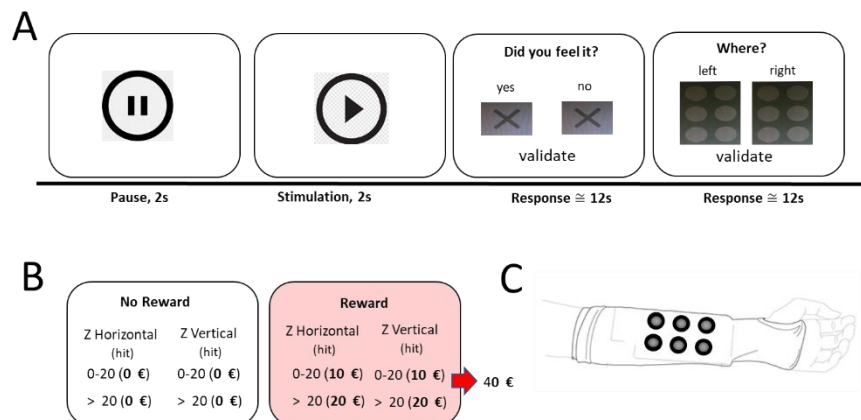 A
Did you feel it?
yes no
validate
Where?
left right
validate
Pause, 2s
Stimulation, 2s
Response ≅ 12s
Response ≅ 12s
B
No Reward
Z Horizontal Z Vertical
(hit) (hit)
0-20 (0 €) 0-20 (0 €)
> 20 (0 €) > 20 (0 €)
Reward
Z Horizontal Z Vertical
(hit) (hit)
0-20 (10 €) 0-20 (10 €)
> 20 (20 €) > 20 (20 €)
40 €
C